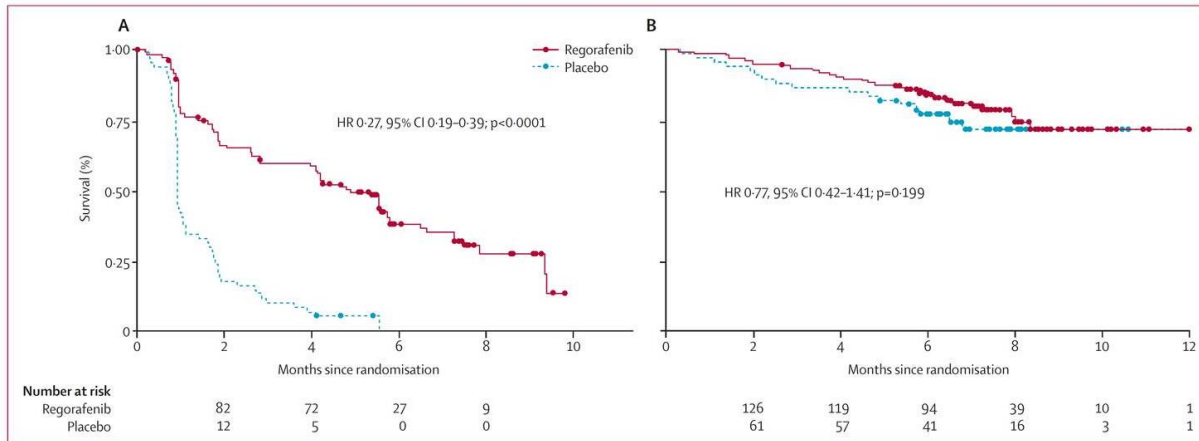 A
B
1·00
0·75
0·50
0·25
0
Survival (%)
Regorafenib
Placebo
HR 0·27, 95% CI 0·19–0·39; p<0·0001
HR 0·77, 95% CI 0·42–1·41; p=0·199
0 2 4 6 8 10
0 2 4 6 8 10 12
Months since randomisation
Months since randomisation
Number at risk
Regorafenib 82 72 27 9 126 119 94 39 10 1
Placebo 12 5 0 0 61 57 41 16 3 1